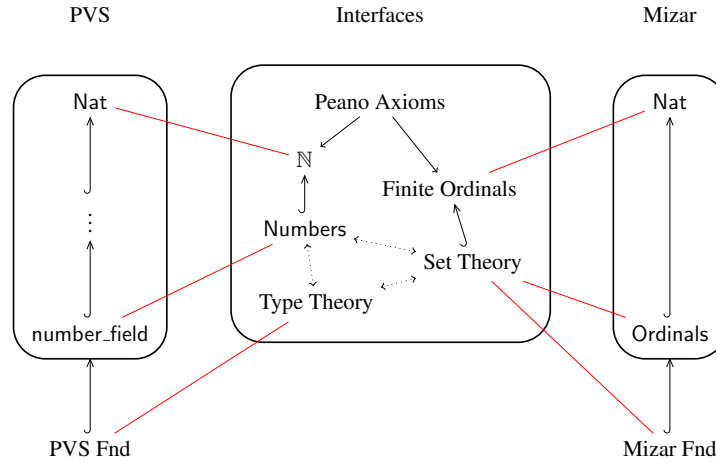 PVS
Interfaces
Mizar
Nat
Peano Axioms
Nat
ℕ
Finite Ordinals
⋮
Numbers
Set Theory
Type Theory
number_field
Ordinals
PVS Fnd
Mizar Fnd